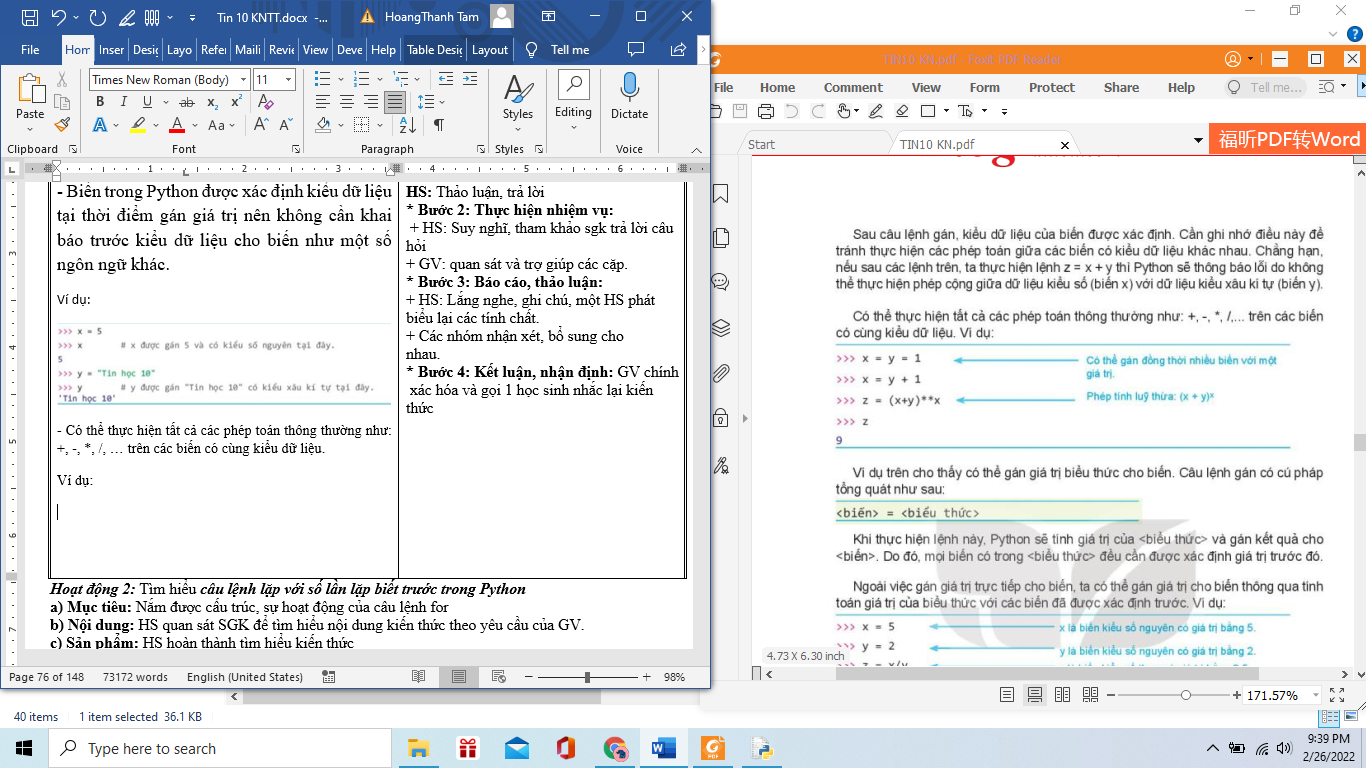 Tin 10 KNTT.docx -...
HoangThanh Tam
File Hom Inser Desig Layo Refer Maili Revie View Deve Help Table Desig Layout Tell me
Times New Roman (Body) 11
Paste
B I U ab x₂ x²
A A Aa A A
Styles
Editing
Dictate
Clipboard Font Paragraph Styles Voice
1 2 3 4 5 6
- Biến trong Python được xác định kiểu dữ liệu
tại thời điểm gán giá trị nên không cần khai
báo trước kiểu dữ liệu cho biến như một số
ngôn ngữ khác.
Ví dụ:
>>> x = 5
>>> x # x được gán 5 và có kiểu số nguyên tại đây.
5
>>> y = "Tin học 10"
>>> y # y được gán "Tin học 10" có kiểu xâu kí tự tại đây.
'Tin học 10'
- Có thể thực hiện tất cả các phép toán thông thường như:
+, -, *, /, … trên các biến có cùng kiểu dữ liệu.
Ví dụ:
HS: Thảo luận, trả lời
* Bước 2: Thực hiện nhiệm vụ:
+ HS: Suy nghĩ, tham khảo sgk trả lời câu
hỏi
+ GV: quan sát và trợ giúp các cặp.
* Bước 3: Báo cáo, thảo luận:
+ HS: Lắng nghe, ghi chú, một HS phát
biểu lại các tính chất.
+ Các nhóm nhận xét, bổ sung cho
nhau.
* Bước 4: Kết luận, nhận định: GV chính
xác hóa và gọi 1 học sinh nhắc lại kiến
thức
Hoạt động 2: Tìm hiểu câu lệnh lặp với số lần lặp biết trước trong Python
a) Mục tiêu: Nắm được cấu trúc, sự hoạt động của câu lệnh for
b) Nội dung: HS quan sát SGK để tìm hiểu nội dung kiến thức theo yêu cầu của GV.
c) Sản phẩm: HS hoàn thành tìm hiểu kiến thức
Page 76 of 148 73172 words English (United States) 98%
40 items 1 item selected 36.1 KB
TIN10 KN.pdf - Foxit PDF Reader
File Home Comment View Form Protect Share Help Tell me...
Start TIN10 KN.pdf
福昕PDF转Word
Sau câu lệnh gán, kiểu dữ liệu của biến được xác định. Cần ghi nhớ điều này để
tránh thực hiện các phép toán giữa các biến có kiểu dữ liệu khác nhau. Chẳng hạn,
nếu sau các lệnh trên, ta thực hiện lệnh z = x + y thì Python sẽ thông báo lỗi do không
thể thực hiện phép cộng giữa dữ liệu kiểu số (biến x) với dữ liệu kiểu xâu kí tự (biến y).
Có thể thực hiện tất cả các phép toán thông thường như: +, -, *, /,... trên các biến
có cùng kiểu dữ liệu. Ví dụ:
>>> x = y = 1 Có thể gán đồng thời nhiều biến với một
giá trị.
>>> x = y + 1
>>> z = (x+y)**x Phép tính luỹ thừa: (x + y)ˣ
>>> z
9
Ví dụ trên cho thấy có thể gán giá trị biểu thức cho biến. Câu lệnh gán có cú pháp
tổng quát như sau:
<biến> = <biểu thức>
Khi thực hiện lệnh này, Python sẽ tính giá trị của <biểu thức> và gán kết quả cho
<biến>. Do đó, mọi biến có trong <biểu thức> đều cần được xác định giá trị trước đó.
Ngoài việc gán giá trị trực tiếp cho biến, ta có thể gán giá trị cho biến thông qua tính
toán giá trị của biểu thức với các biến đã được xác định trước. Ví dụ:
>>> x = 5 x là biến kiểu số nguyên có giá trị bằng 5.
>>> y = 2 y là biến kiểu số nguyên có giá trị bằng 2.
>>> z = x/y
4.73 X 6.30 inch
171.57%
Type here to search
9:39 PM
2/26/2022